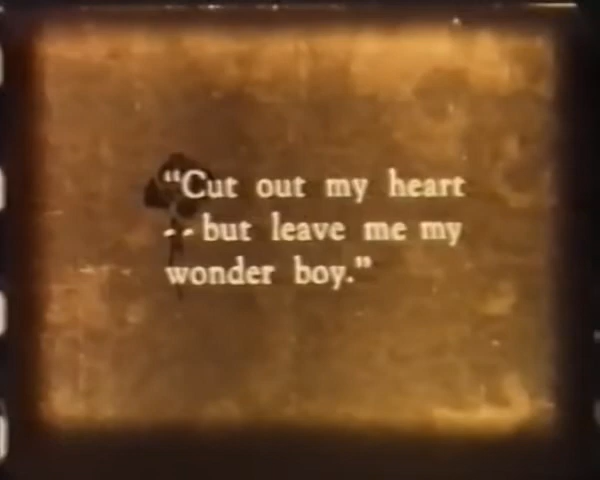 “Cut out my heart
--but leave me my
wonder boy.”